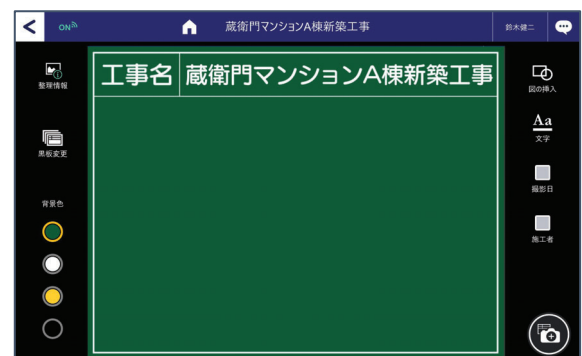 ON
蔵衛門マンションA棟新築工事
鈴木健二
整理情報
黒板変更
背景色
工事名 蔵衛門マンションA棟新築工事
図の挿入
Aa
文字
撮影日
施工者